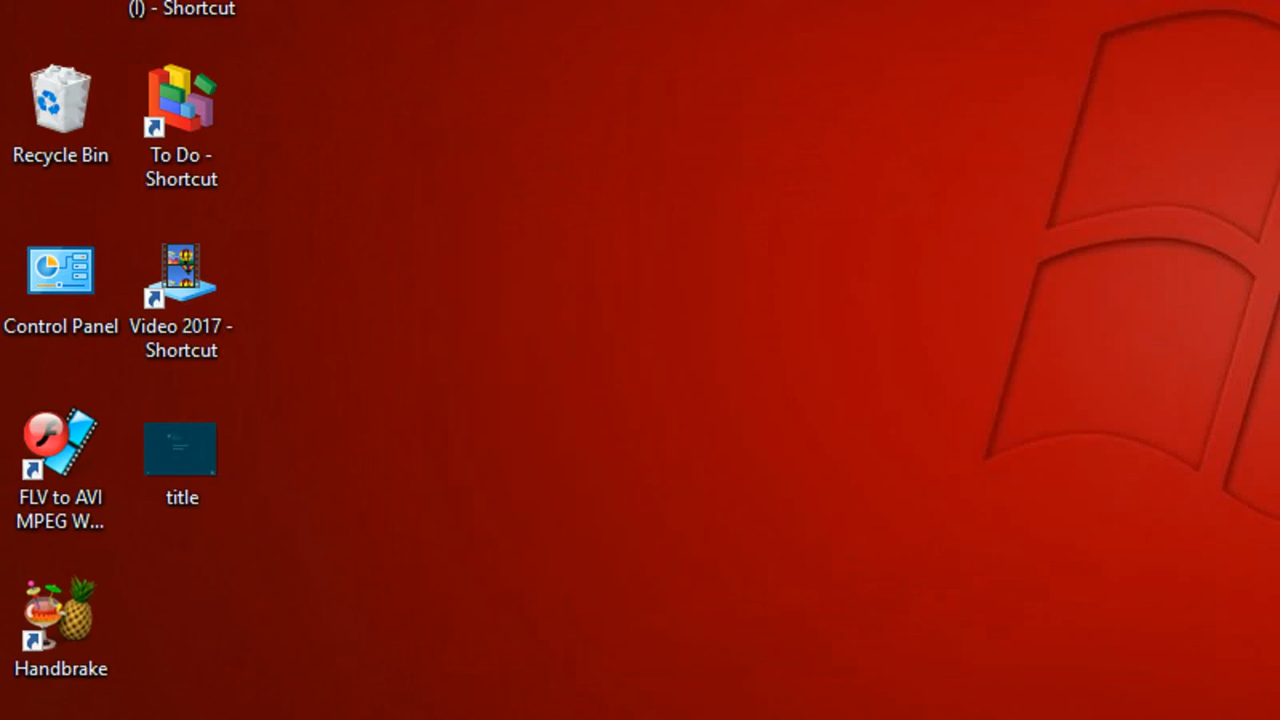 (l) - Shortcut
Recycle Bin
To Do -
Shortcut
Control Panel
Video 2017 -
Shortcut
FLV to AVI
MPEG W...
title
Handbrake